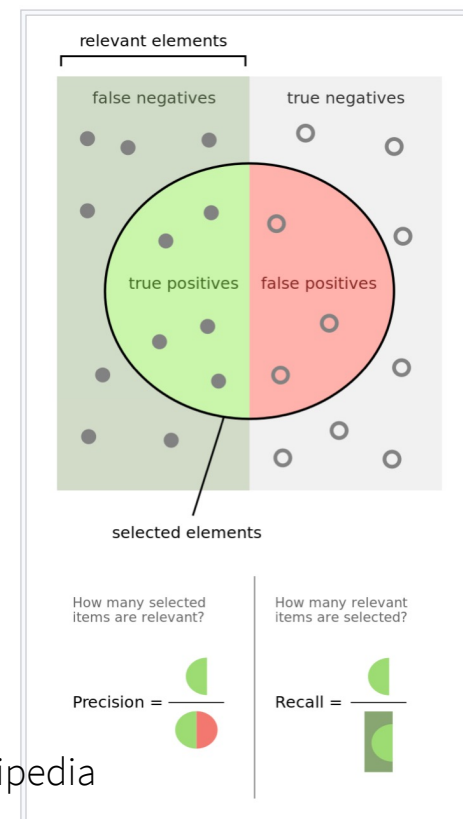 relevant elements
false negatives true negatives
true positives false positives
selected elements
How many selected
items are relevant?
How many relevant
items are selected?
Precision =
Recall =
ipedia